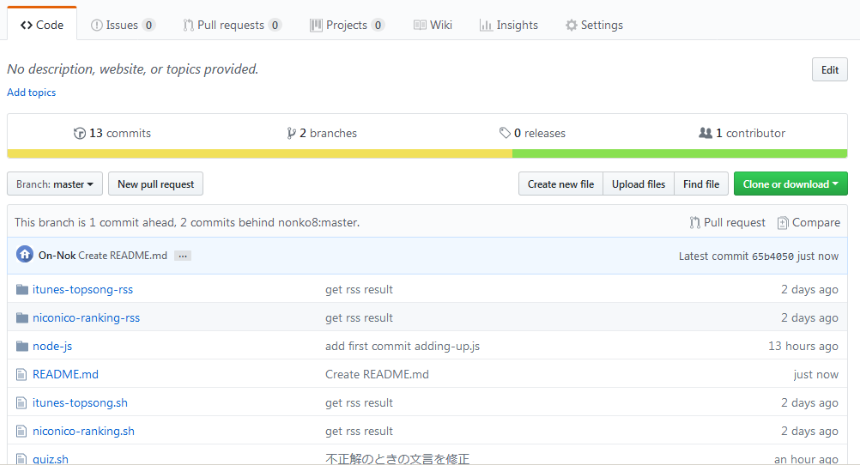 Code Issues 0 Pull requests 0 Projects 0 Wiki Insights Settings
No description, website, or topics provided. Edit
Add topics
13 commits 2 branches 0 releases 1 contributor
Branch: master New pull request Create new file Upload files Find file Clone or download
This branch is 1 commit ahead, 2 commits behind nonko8:master. Pull request Compare
On-Nok Create README.md ... Latest commit 65b4050 just now
itunes-topsong-rss get rss result 2 days ago
niconico-ranking-rss get rss result 2 days ago
node-js add first commit adding-up.js 13 hours ago
README.md Create README.md just now
itunes-topsong.sh get rss result 2 days ago
niconico-ranking.sh get rss result 2 days ago
quiz.sh 不正解のときの文言を修正 an hour ago